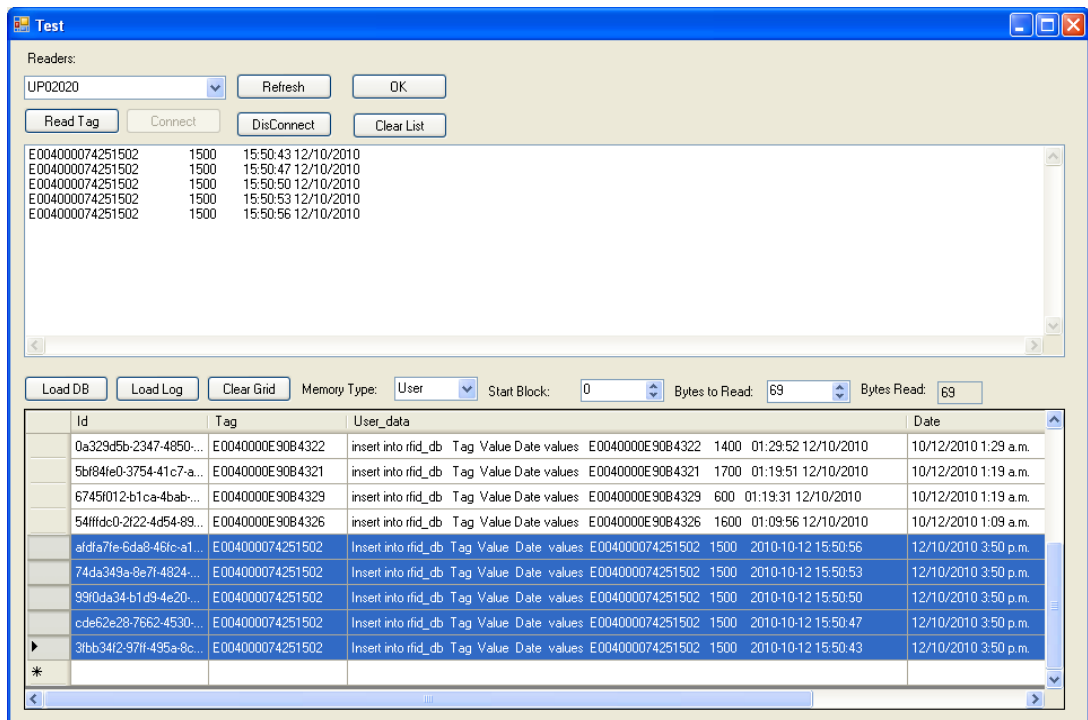 Test
Readers:
UP02020 Refresh OK
Read Tag Connect DisConnect Clear List
E004000074251502 1500 15:50:43 12/10/2010
E004000074251502 1500 15:50:47 12/10/2010
E004000074251502 1500 15:50:50 12/10/2010
E004000074251502 1500 15:50:53 12/10/2010
E004000074251502 1500 15:50:56 12/10/2010
Load DB Load Log Clear Grid Memory Type: User Start Block: 0 Bytes to Read: 69 Bytes Read: 69
Id Tag User_data Date
0a329d5b-2347-4850-... E0040000E90B4322 insert into rfid_db Tag Value Date values E0040000E90B4322 1400 01:29:52 12/10/2010 10/12/2010 1:29 a.m.
5bf84fe0-3754-41c7-a... E0040000E90B4321 insert into rfid_db Tag Value Date values E0040000E90B4321 1700 01:19:51 12/10/2010 10/12/2010 1:19 a.m.
6745f012-b1ca-4bab-... E0040000E90B4329 insert into rfid_db Tag Value Date values E0040000E90B4329 600 01:19:31 12/10/2010 10/12/2010 1:19 a.m.
54fffdc0-2f22-4d54-89... E0040000E90B4326 insert into rfid_db Tag Value Date values E0040000E90B4326 1600 01:09:56 12/10/2010 10/12/2010 1:09 a.m.
afdfa7fe-6da8-46fc-a1... E004000074251502 Insert into rfid_db Tag Value Date values E004000074251502 1500 2010-10-12 15:50:56 12/10/2010 3:50 p.m.
74da349a-8e7f-4824-... E004000074251502 Insert into rfid_db Tag Value Date values E004000074251502 1500 2010-10-12 15:50:53 12/10/2010 3:50 p.m.
99f0da34-b1d9-4e20-... E004000074251502 Insert into rfid_db Tag Value Date values E004000074251502 1500 2010-10-12 15:50:50 12/10/2010 3:50 p.m.
cde62e28-7662-4530-... E004000074251502 Insert into rfid_db Tag Value Date values E004000074251502 1500 2010-10-12 15:50:47 12/10/2010 3:50 p.m.
3fbb34f2-97ff-495a-8c... E004000074251502 Insert into rfid_db Tag Value Date values E004000074251502 1500 2010-10-12 15:50:43 12/10/2010 3:50 p.m.